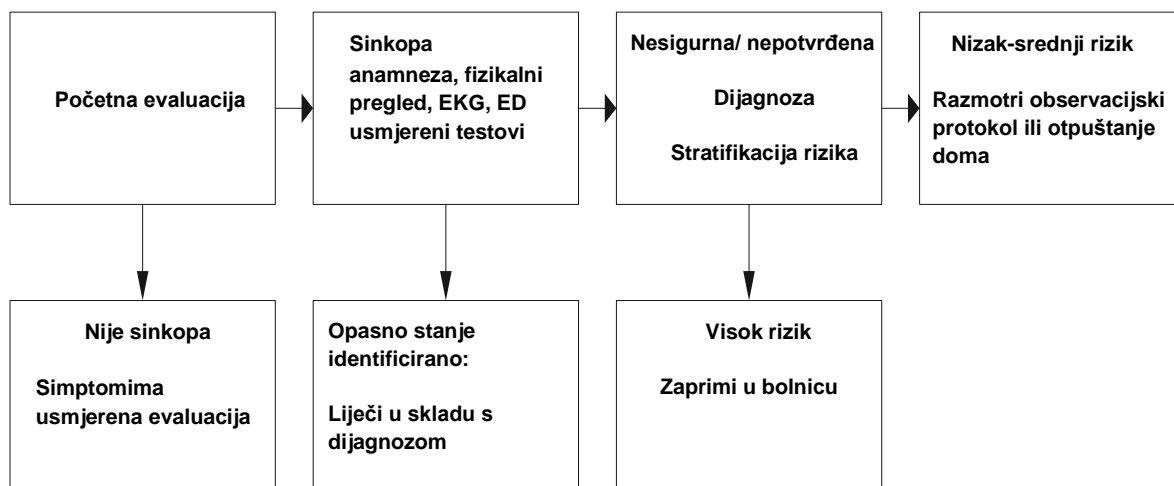 Početna evaluacija
Sinkopa
anamneza, fizikalni
pregled, EKG, ED
usmjereni testovi
Nesigurna/ nepotvrđena
Dijagnoza
Stratifikacija rizika
Nizak-srednji rizik
Razmotri observacijski
protokol ili otpuštanje
doma
Nije sinkopa
Simptomima
usmjerena evaluacija
Opasno stanje
identificirano:
Liječi u skladu s
dijagnozom
Visok rizik
Zaprimi u bolnicu